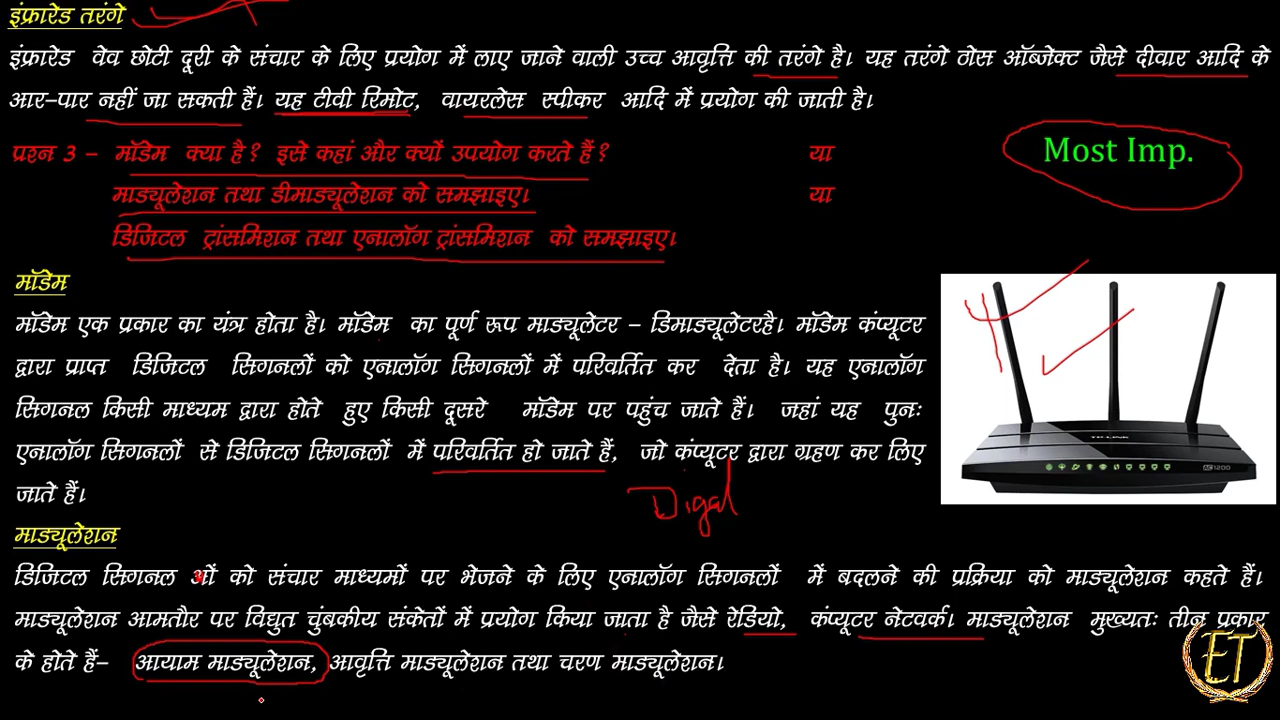 इंफ्रारेड तरंगे
इंफ्रारेड वेव छोटी दूरी के संचार के लिए प्रयोग में लाए जाने वाली उच्च आवृत्ति की तरंगे है। यह तरंगे ठोस ऑब्जेक्ट जैसे दीवार आदि के
आर-पार नहीं जा सकती हैं। यह टीवी रिमोट, वायरलेस स्पीकर आदि में प्रयोग की जाती है।
प्रश्न 3 – मॉडेम क्या है? इसे कहां और क्यों उपयोग करते हैं? या
Most Imp.
माड्यूलेशन तथा डीमाड्यूलेशन को समझाइए। या
डिजिटल ट्रांसमिशन तथा एनालॉग ट्रांसमिशन को समझाइए।
मॉडेम
मॉडेम एक प्रकार का यंत्र होता है। मॉडेम का पूर्ण रूप माड्यूलेटर – डिमाड्यूलेटरहै। मॉडेम कंप्यूटर
द्वारा प्राप्त डिजिटल सिगनलों को एनालॉग सिगनलों में परिवर्तित कर देता है। यह एनालॉग
सिगनल किसी माध्यम द्वारा होते हुए किसी दूसरे मॉडेम पर पहुंच जाते हैं। जहां यह पुनः
एनालॉग सिगनलों से डिजिटल सिगनलों में परिवर्तित हो जाते हैं, जो कंप्यूटर द्वारा ग्रहण कर लिए
जाते हैं।
TP-LINK
AC1200
माड्यूलेशन
डिजिटल सिगनल ओं को संचार माध्यमों पर भेजने के लिए एनालॉग सिगनलों में बदलने की प्रक्रिया को माड्यूलेशन कहते हैं।
माड्यूलेशन आमतौर पर विद्युत चुंबकीय संकेतों में प्रयोग किया जाता है जैसे रेडियो, कंप्यूटर नेटवर्क। माड्यूलेशन मुख्यतः तीन प्रकार
के होते हैं– आयाम माड्यूलेशन, आवृत्ति माड्यूलेशन तथा चरण माड्यूलेशन।
ET